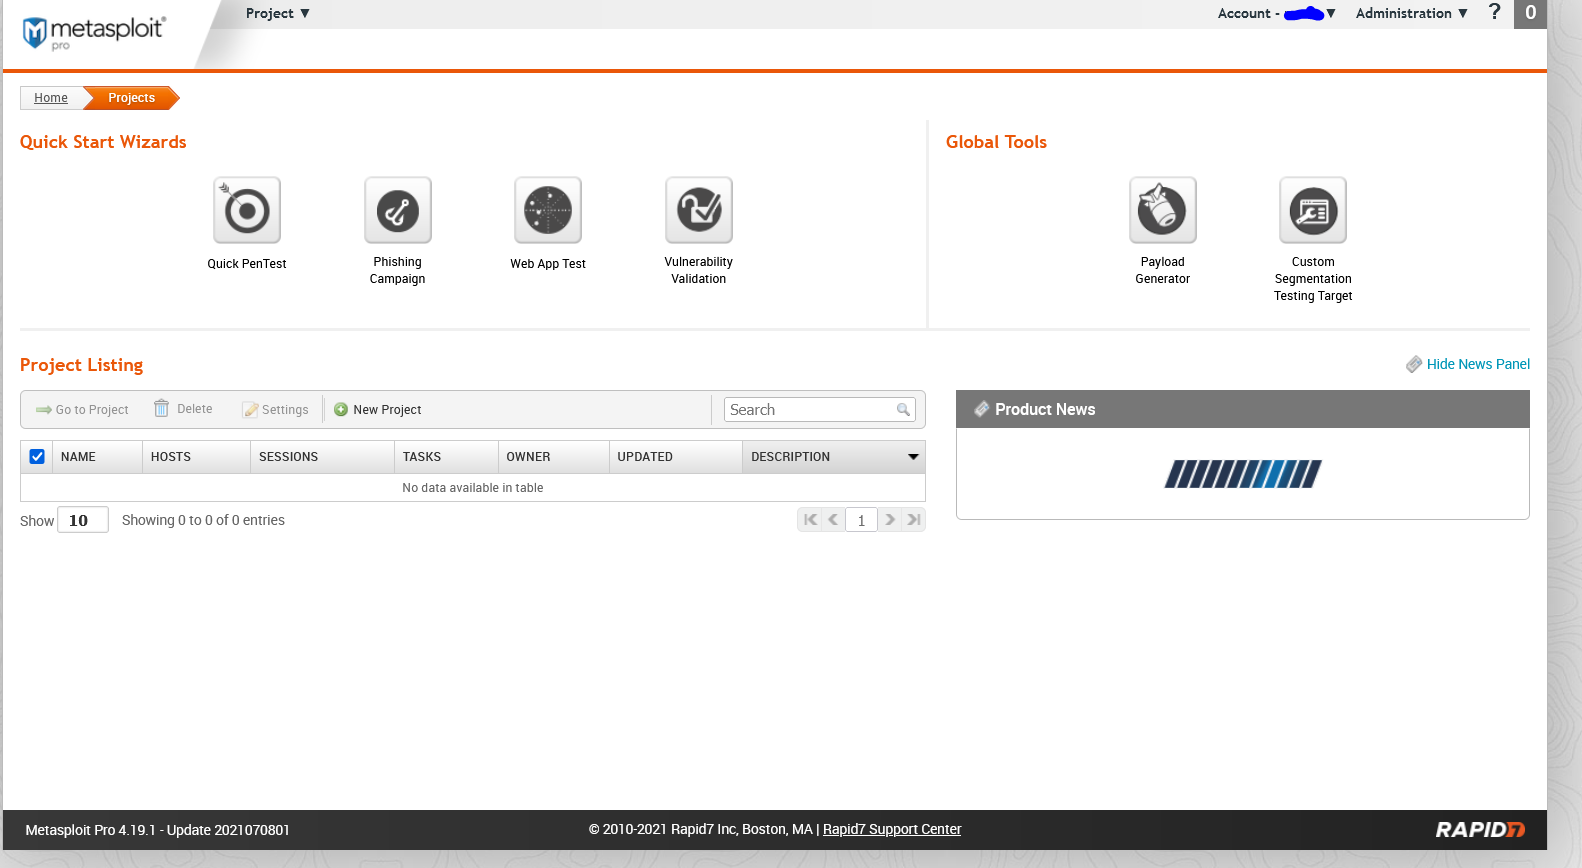 Project ▼
Account - ▼ Administration ▼ ? 0
metasploit®
pro
Home Projects
Quick Start Wizards
Quick PenTest
Phishing
Campaign
Web App Test
Vulnerability
Validation
Global Tools
Payload
Generator
Custom
Segmentation
Testing Target
Project Listing
Hide News Panel
Go to Project Delete Settings New Project Search
NAME HOSTS SESSIONS TASKS OWNER UPDATED DESCRIPTION
No data available in table
Show 10 Showing 0 to 0 of 0 entries 1
Product News
Metasploit Pro 4.19.1 - Update 2021070801
© 2010-2021 Rapid7 Inc, Boston, MA | Rapid7 Support Center
RAPID7